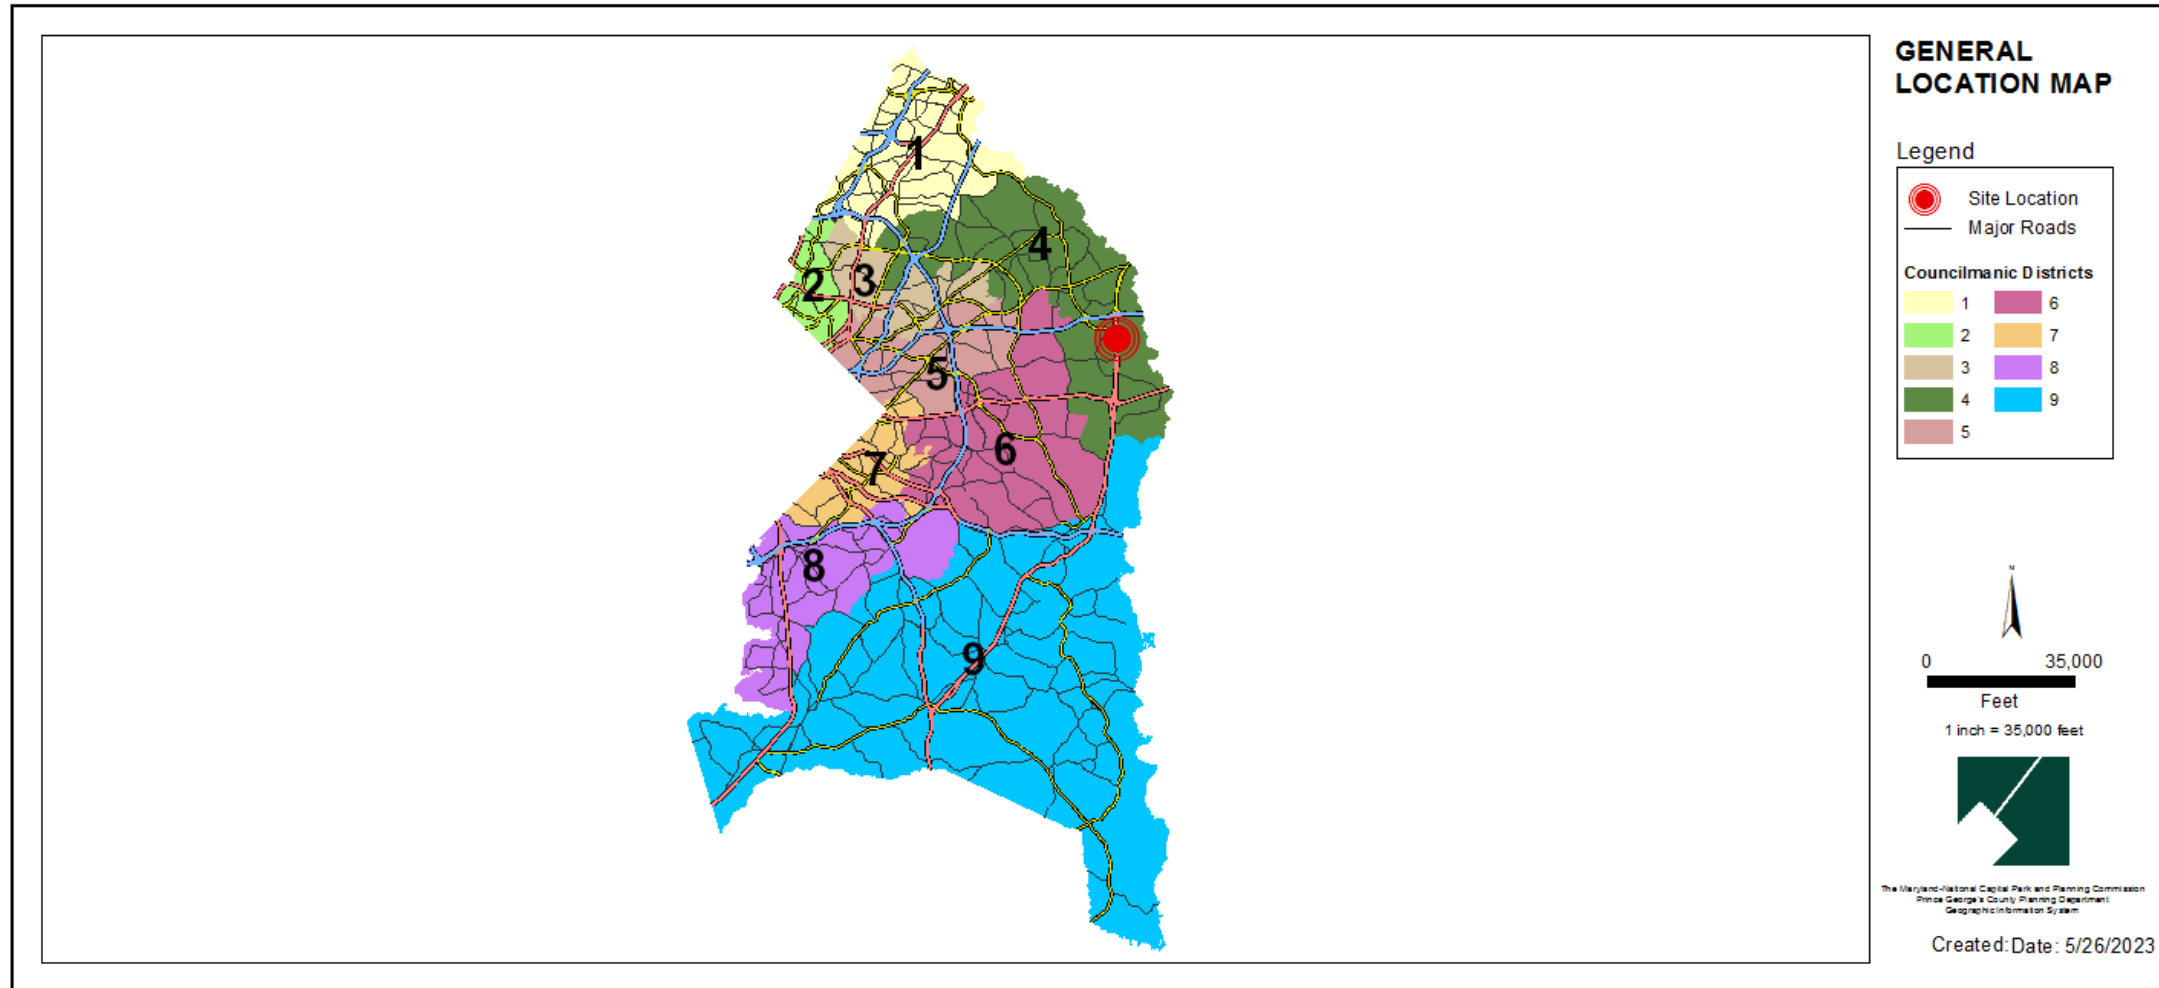 GENERAL
LOCATION MAP
Legend
Site Location
Major Roads
Councilmanic Districts
1 6
2 7
3 8
4 9
5
1
4
2
3
5
6
7
8
9
N
0 35,000
Feet
1 inch = 35,000 feet
The Maryland-National Capital Park and Planning Commission
Prince George's County Planning Department
Geographic Information System
Created: Date: 5/26/2023